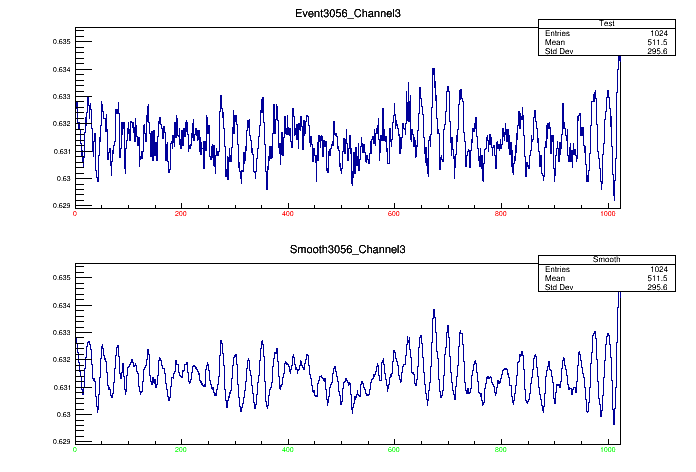 Event3056_Channel3
Test
Entries 1024
Mean 511.5
Std Dev 295.6
0.635
0.634
0.633
0.632
0.631
0.63
0.629
0 200 400 600 800 1000
Smooth3056_Channel3
Smooth
Entries 1024
Mean 511.5
Std Dev 295.6
0.635
0.634
0.633
0.632
0.631
0.63
0.629
0 200 400 600 800 1000